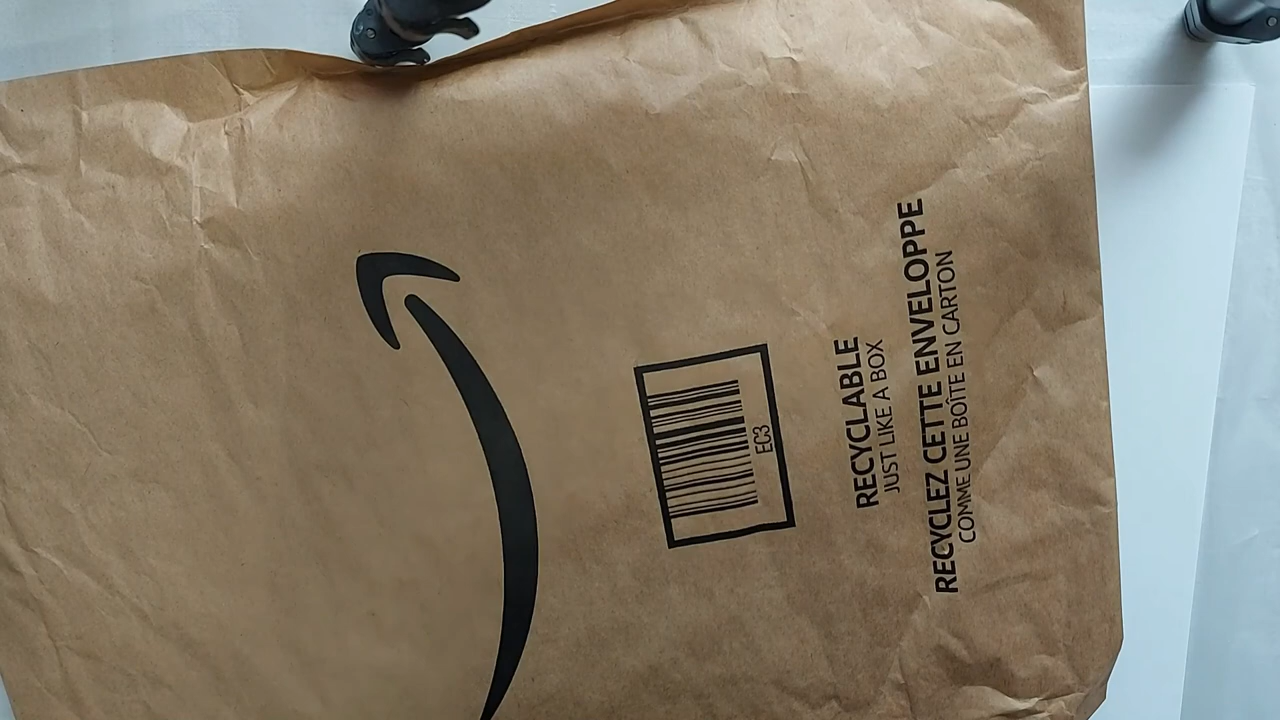 EC3
RECYCLABLE
JUST LIKE A BOX
RECYCLEZ CETTE ENVELOPPE
COMME UNE BOÎTE EN CARTON